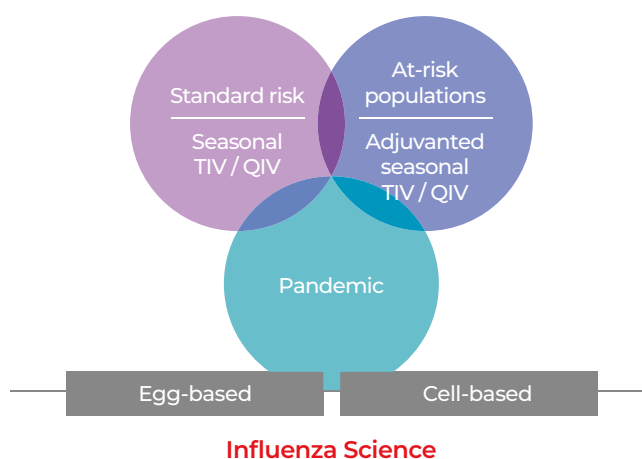 Standard risk
Seasonal
TIV / QIV
At-risk
populations
Adjuvanted
seasonal
TIV / QIV
Pandemic
Egg-based
Cell-based
Influenza Science